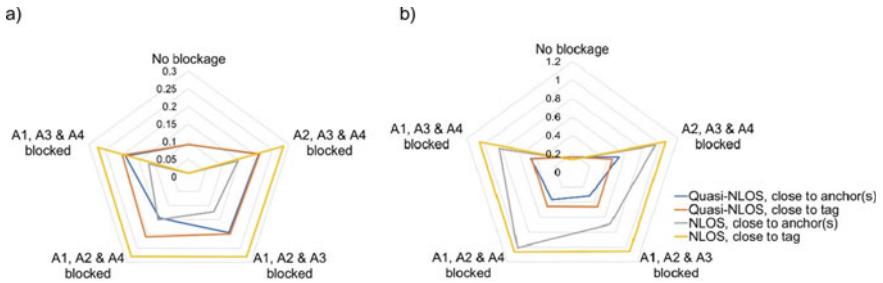 a)
No blockage
0.3
0.25
0.2
0.15
0.1
0.05
0
A1, A3 & A4
blocked
A2, A3 & A4
blocked
A1, A2 & A4
blocked
A1, A2 & A3
blocked
b)
No blockage
1.2
1
0.8
0.6
0.4
0.2
0
A1, A3 & A4
blocked
A2, A3 & A4
blocked
A1, A2 & A4
blocked
A1, A2 & A3
blocked
Quasi-NLOS, close to anchor(s)
Quasi-NLOS, close to tag
NLOS, close to anchor(s)
NLOS, close to tag